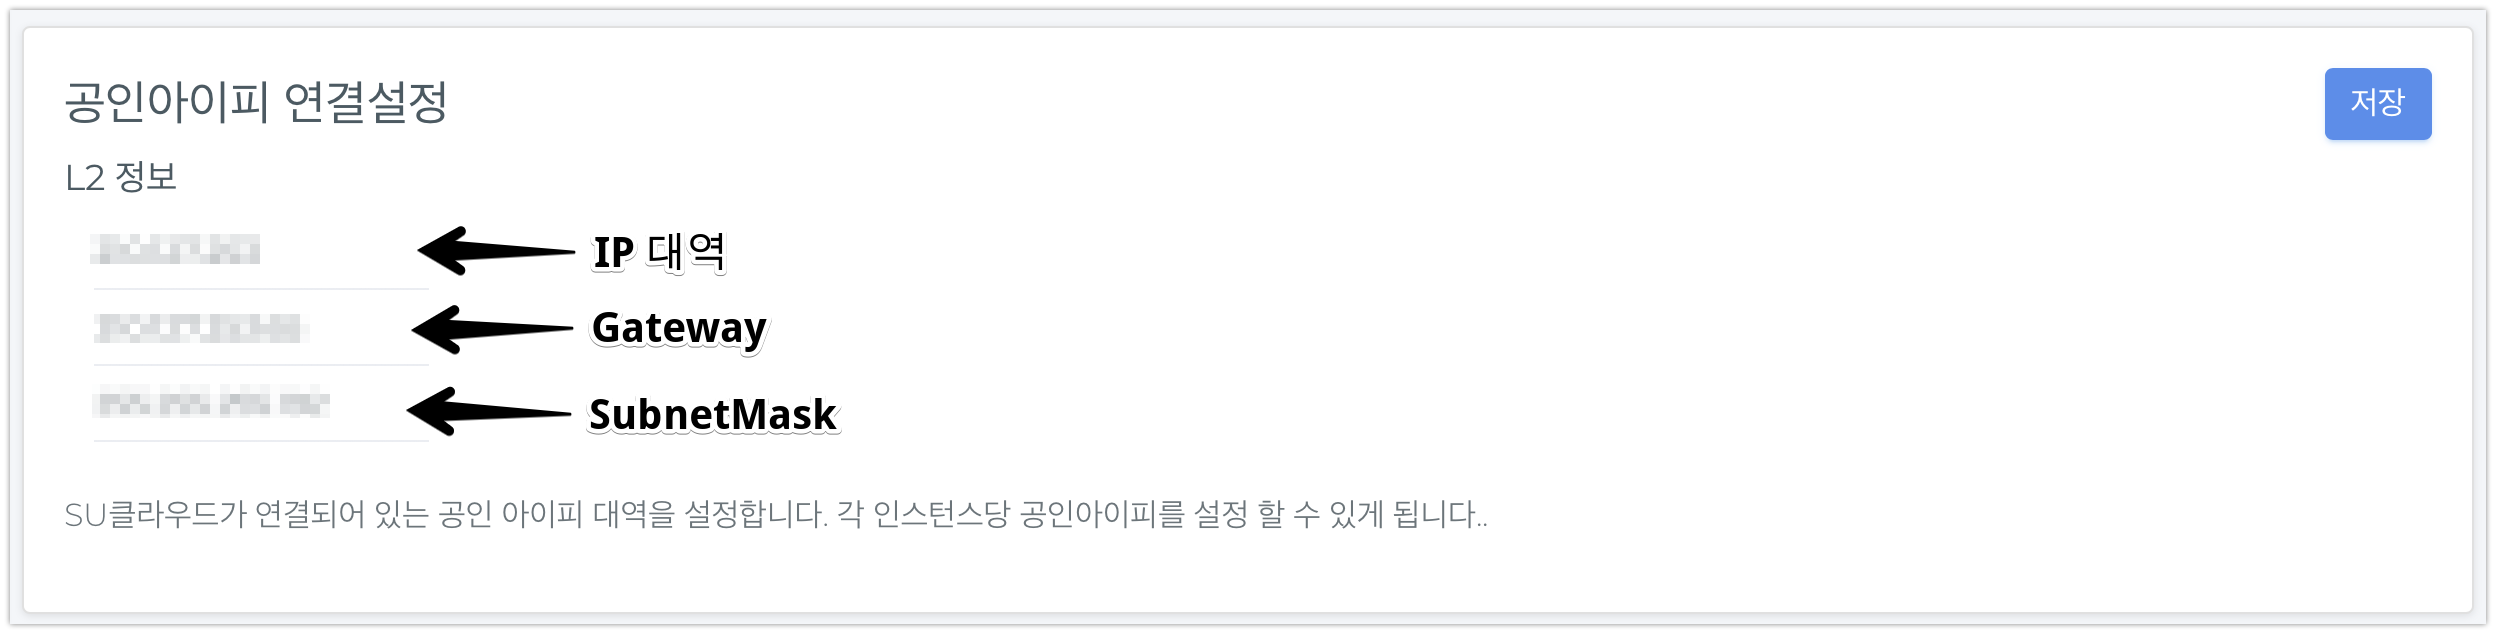 공인아이피 연결설정
저장
L2 정보
IP 대역
Gateway
SubnetMask
SU클라우드가 연결되어 있는 공인 아이피 대역을 설정합니다. 각 인스턴스당 공인아이피를 설정 할 수 있게 됩니다..